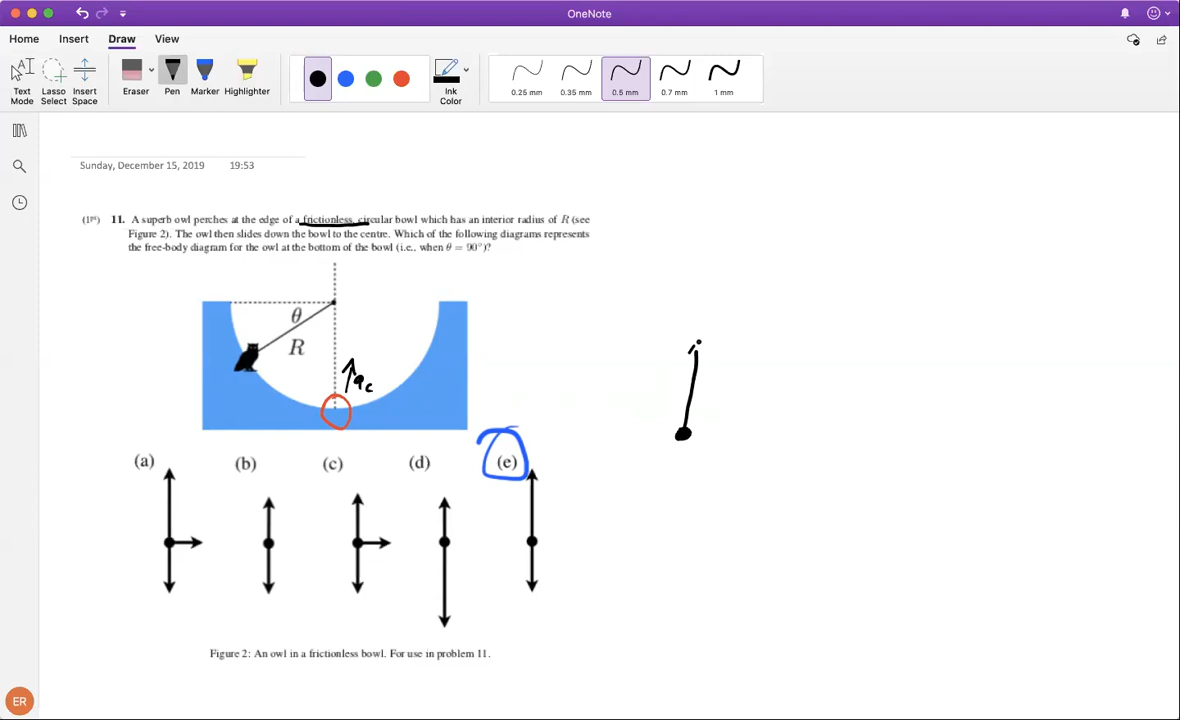 OneNote
Home Insert Draw View
Text Mode
Lasso Select
Insert Space
Eraser
Pen
Marker
Highlighter
Ink Color
0.25 mm
0.35 mm
0.5 mm
0.7 mm
1 mm
Sunday, December 15, 2019 19:53
(1pt) 11. A superb owl perches at the edge of a frictionless, circular bowl which has an interior radius of R (see
Figure 2). The owl then slides down the bowl to the centre. Which of the following diagrams represents
the free-body diagram for the owl at the bottom of the bowl (i.e., when θ = 90°)?
θ
R
ac
(a) (b) (c) (d) (e)
Figure 2: An owl in a frictionless bowl. For use in problem 11.
ER